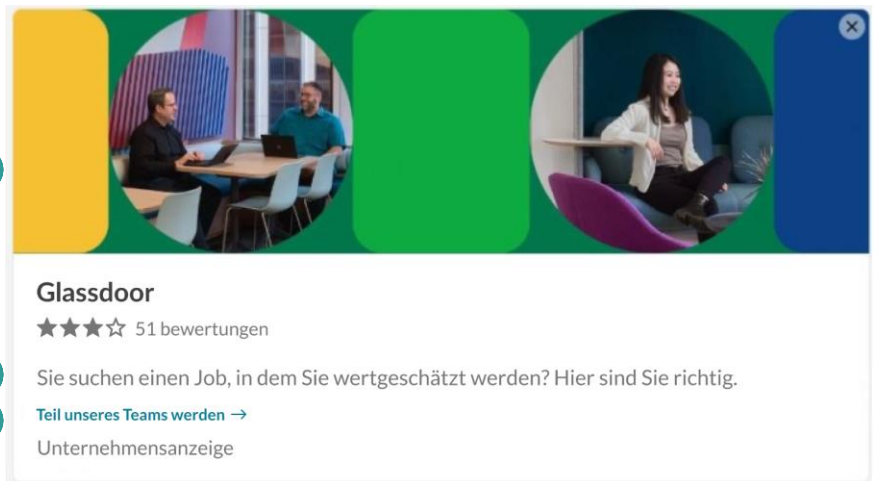 Glassdoor
51 bewertungen
Sie suchen einen Job, in dem Sie wertgeschätzt werden? Hier sind Sie richtig.
Teil unseres Teams werden →
Unternehmensanzeige